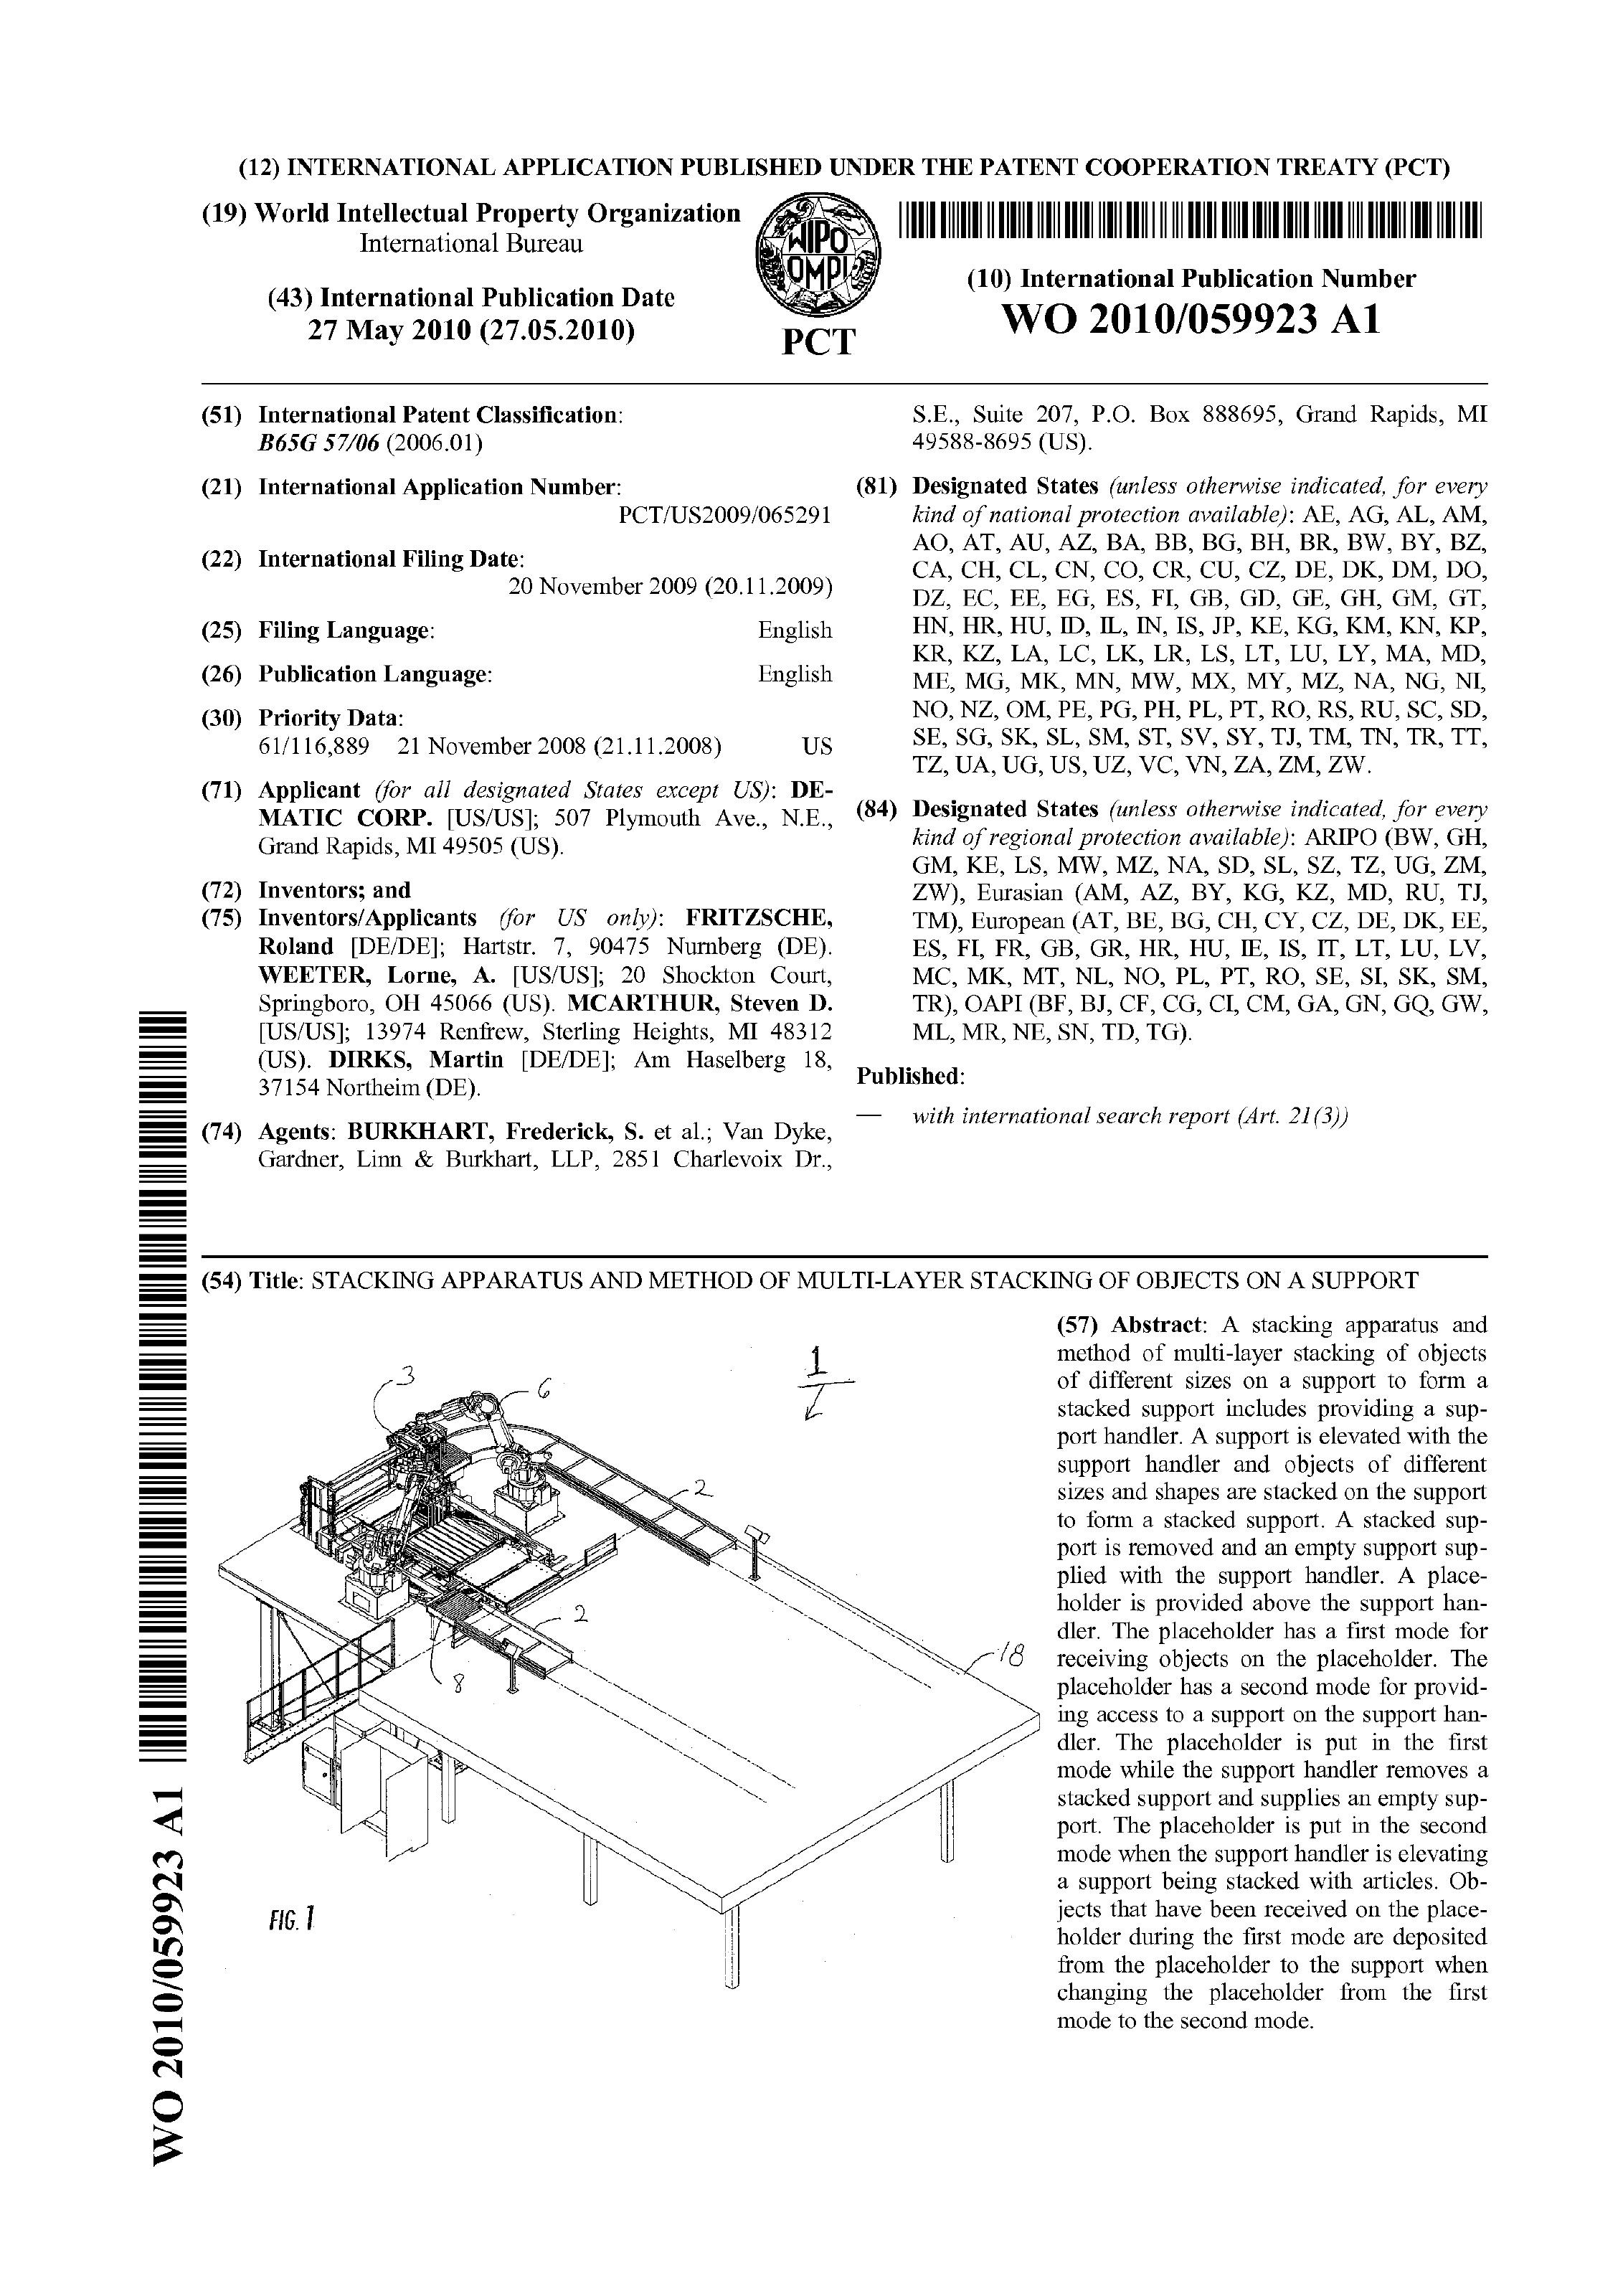 (12) INTERNATIONAL APPLICATION PUBLISHED UNDER THE PATENT COOPERATION TREATY (PCT)
(19) World Intellectual Property Organization
International Bureau
(43) International Publication Date
27 May 2010 (27.05.2010)
WIPO
OMPI
PCT
(10) International Publication Number
WO 2010/059923 A1
(51) International Patent Classification:
B65G 57/06 (2006.01)
(21) International Application Number:
PCT/US2009/065291
(22) International Filing Date:
20 November 2009 (20.11.2009)
(25) Filing Language: English
(26) Publication Language: English
(30) Priority Data:
61/116,889 21 November 2008 (21.11.2008) US
(71) Applicant (for all designated States except US): DE-
MATIC CORP. [US/US]; 507 Plymouth Ave., N.E.,
Grand Rapids, MI 49505 (US).
(72) Inventors; and
(75) Inventors/Applicants (for US only): FRITZSCHE,
Roland [DE/DE]; Hartstr. 7, 90475 Nurnberg (DE).
WEETER, Lorne, A. [US/US]; 20 Shockton Court,
Springboro, OH 45066 (US). MCARTHUR, Steven D.
[US/US]; 13974 Renfrew, Sterling Heights, MI 48312
(US). DIRKS, Martin [DE/DE]; Am Haselberg 18,
37154 Northeim (DE).
(74) Agents: BURKHART, Frederick, S. et al.; Van Dyke,
Gardner, Linn & Burkhart, LLP, 2851 Charlevoix Dr.,
S.E., Suite 207, P.O. Box 888695, Grand Rapids, MI
49588-8695 (US).
(81) Designated States (unless otherwise indicated, for every
kind of national protection available): AE, AG, AL, AM,
AO, AT, AU, AZ, BA, BB, BG, BH, BR, BW, BY, BZ,
CA, CH, CL, CN, CO, CR, CU, CZ, DE, DK, DM, DO,
DZ, EC, EE, EG, ES, FI, GB, GD, GE, GH, GM, GT,
HN, HR, HU, ID, IL, IN, IS, JP, KE, KG, KM, KN, KP,
KR, KZ, LA, LC, LK, LR, LS, LT, LU, LY, MA, MD,
ME, MG, MK, MN, MW, MX, MY, MZ, NA, NG, NI,
NO, NZ, OM, PE, PG, PH, PL, PT, RO, RS, RU, SC, SD,
SE, SG, SK, SL, SM, ST, SV, SY, TJ, TM, TN, TR, TT,
TZ, UA, UG, US, UZ, VC, VN, ZA, ZM, ZW.
(84) Designated States (unless otherwise indicated, for every
kind of regional protection available): ARIPO (BW, GH,
GM, KE, LS, MW, MZ, NA, SD, SL, SZ, TZ, UG, ZM,
ZW), Eurasian (AM, AZ, BY, KG, KZ, MD, RU, TJ,
TM), European (AT, BE, BG, CH, CY, CZ, DE, DK, EE,
ES, FI, FR, GB, GR, HR, HU, IE, IS, IT, LT, LU, LV,
MC, MK, MT, NL, NO, PL, PT, RO, SE, SI, SK, SM,
TR), OAPI (BF, BJ, CF, CG, CI, CM, GA, GN, GQ, GW,
ML, MR, NE, SN, TD, TG).
Published:
— with international search report (Art. 21(3))
(54) Title: STACKING APPARATUS AND METHOD OF MULTI-LAYER STACKING OF OBJECTS ON A SUPPORT
1
3
6
2
2
18
8
FIG. 1
(57) Abstract: A stacking apparatus and
method of multi-layer stacking of objects
of different sizes on a support to form a
stacked support includes providing a sup-
port handler. A support is elevated with the
support handler and objects of different
sizes and shapes are stacked on the support
to form a stacked support. A stacked sup-
port is removed and an empty support sup-
plied with the support handler. A place-
holder is provided above the support han-
dler. The placeholder has a first mode for
receiving objects on the placeholder. The
placeholder has a second mode for provid-
ing access to a support on the support han-
dler. The placeholder is put in the first
mode while the support handler removes a
stacked support and supplies an empty sup-
port. The placeholder is put in the second
mode when the support handler is elevating
a support being stacked with articles. Ob-
jects that have been received on the place-
holder during the first mode are deposited
from the placeholder to the support when
changing the placeholder from the first
mode to the second mode.
WO 2010/059923 A1